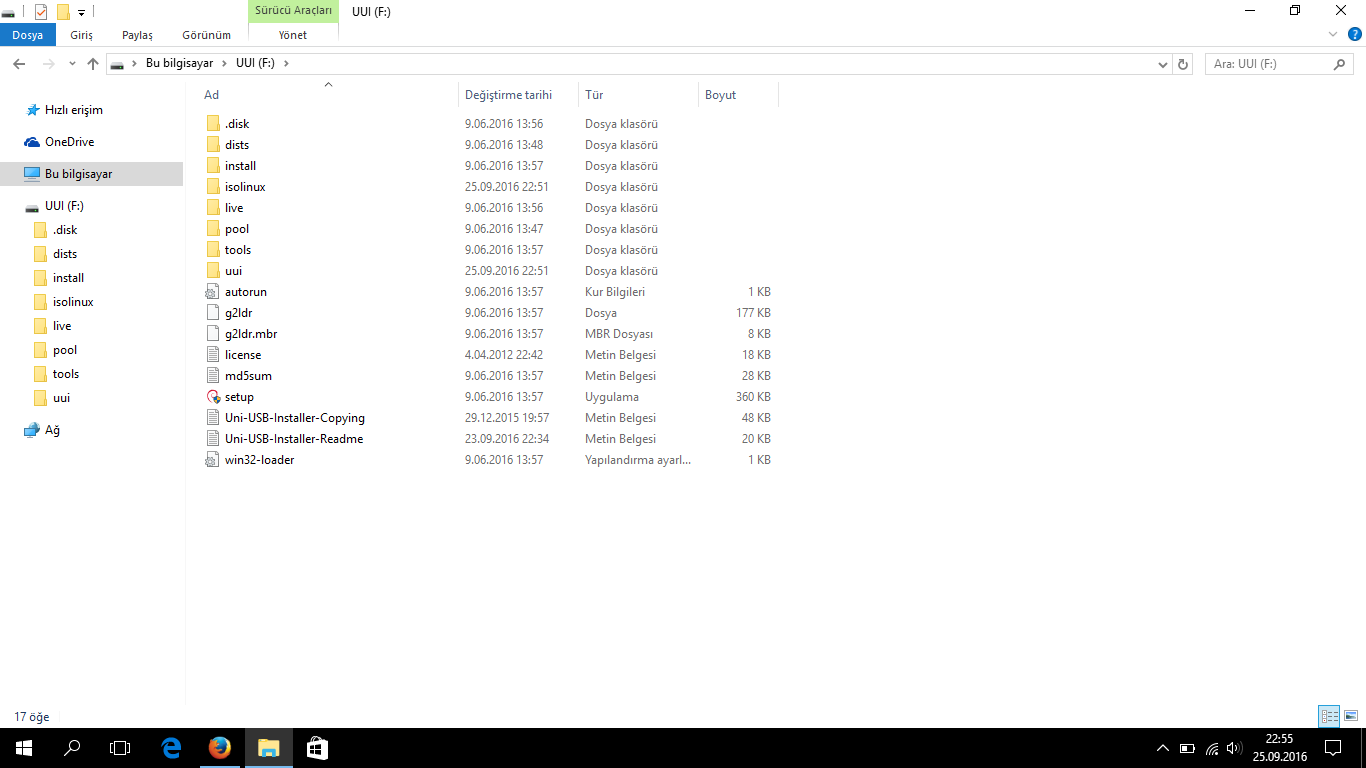 Sürücü Araçları UUI (F:)
Dosya Giriş Paylaş Görünüm Yönet
Bu bilgisayar UUI (F:) Ara: UUI (F:)
Hızlı erişim
OneDrive
Bu bilgisayar
UUI (F:)
.disk
dists
install
isolinux
live
pool
tools
uui
Ağ
Ad Değiştirme tarihi Tür Boyut
.disk 9.06.2016 13:56 Dosya klasörü
dists 9.06.2016 13:48 Dosya klasörü
install 9.06.2016 13:57 Dosya klasörü
isolinux 25.09.2016 22:51 Dosya klasörü
live 9.06.2016 13:56 Dosya klasörü
pool 9.06.2016 13:47 Dosya klasörü
tools 9.06.2016 13:57 Dosya klasörü
uui 25.09.2016 22:51 Dosya klasörü
autorun 9.06.2016 13:57 Kur Bilgileri 1 KB
g2ldr 9.06.2016 13:57 Dosya 177 KB
g2ldr.mbr 9.06.2016 13:57 MBR Dosyası 8 KB
license 4.04.2012 22:42 Metin Belgesi 18 KB
md5sum 9.06.2016 13:57 Metin Belgesi 28 KB
setup 9.06.2016 13:57 Uygulama 360 KB
Uni-USB-Installer-Copying 29.12.2015 19:57 Metin Belgesi 48 KB
Uni-USB-Installer-Readme 23.09.2016 22:34 Metin Belgesi 20 KB
win32-loader 9.06.2016 13:57 Yapılandırma ayarl... 1 KB
17 öğe
22:55
25.09.2016